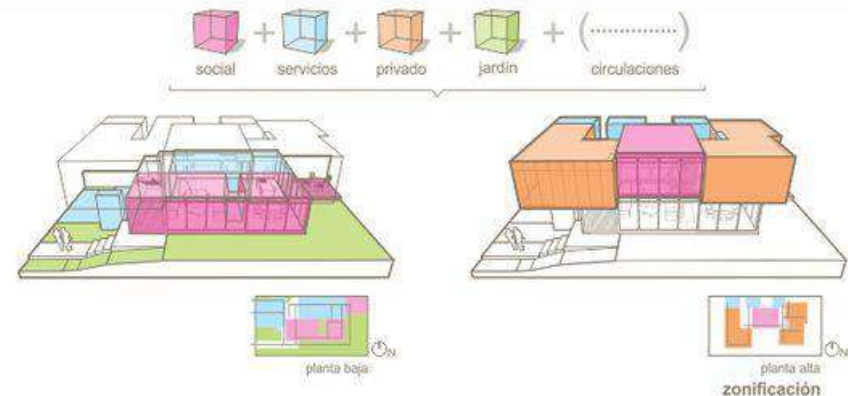 + + + + (................)
social servicios privado jardín circulaciones
N
planta baja
N
planta alta
zonificación